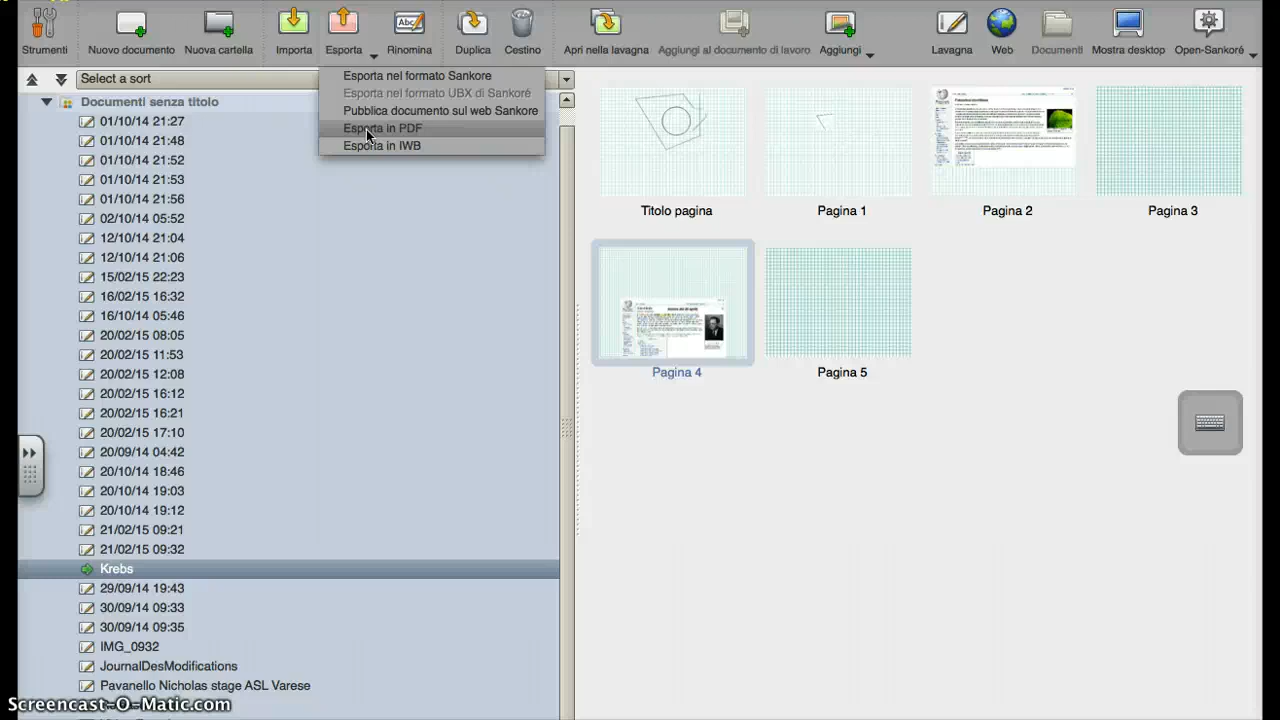 Strumenti Nuovo documento Nuova cartella Importa Esporta Rinomina Duplica Cestino Apri nella lavagna Aggiungi al documento di lavoro Aggiungi Lavagna Web Documenti Mostra desktop Open-Sankoré
Select a sort
Esporta nel formato Sankore
Esporta nel formato UBX di Sankoré
documento sul web Sankore
Esporta in PDF
in IWB
Documenti senza titolo
01/10/14 21:27
01/10/14 21:48
01/10/14 21:52
01/10/14 21:53
01/10/14 21:56
02/10/14 05:52
12/10/14 21:04
12/10/14 21:06
15/02/15 22:23
16/02/15 16:32
16/10/14 05:46
20/02/15 08:05
20/02/15 11:53
20/02/15 12:08
20/02/15 16:12
20/02/15 16:21
20/02/15 17:10
20/09/14 04:42
20/10/14 18:46
20/10/14 19:03
20/10/14 19:12
21/02/15 09:21
21/02/15 09:32
Krebs
29/09/14 19:43
30/09/14 09:33
30/09/14 09:35
IMG_0932
JournalDesModifications
Pavanello Nicholas stage ASL Varese
Titolo pagina Pagina 1 Pagina 2 Pagina 3
Pagina 4 Pagina 5
Abc
Screencast-O-Matic.com